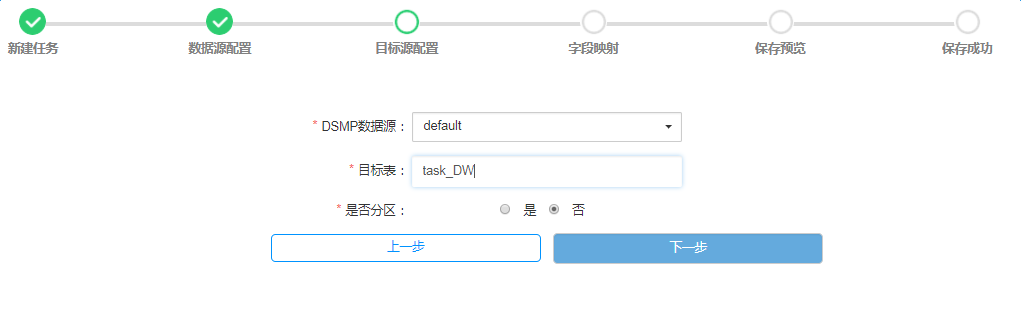 新建任务 数据源配置 目标源配置 字段映射 保存预览 保存成功
* DSMP数据源： default
* 目标表： task_DW
* 是否分区： 是 否
上一步 下一步